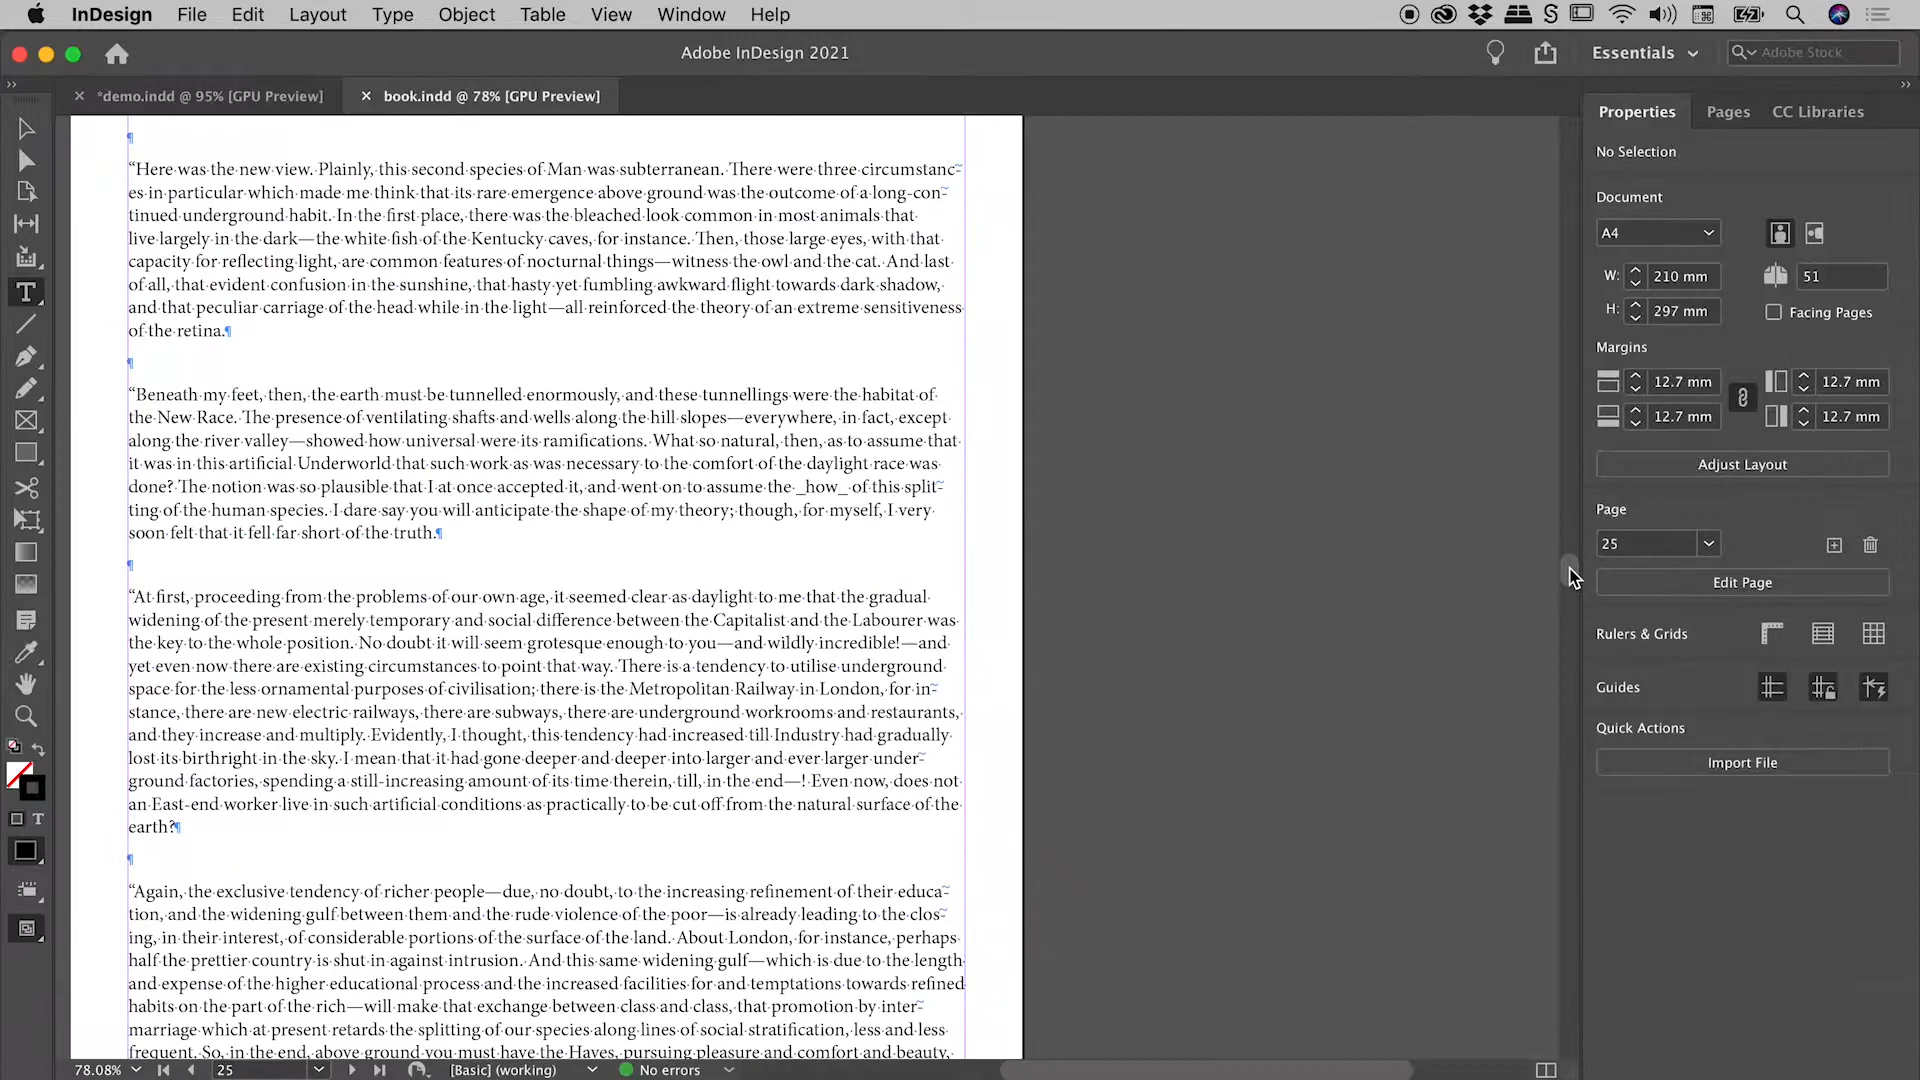 InDesign File Edit Layout Type Object Table View Window Help
Adobe InDesign 2021
Essentials
Adobe Stock
*demo.indd @ 95% [GPU Preview]
book.indd @ 78% [GPU Preview]
“Here was the new view. Plainly, this second species of Man was subterranean. There were three circumstanc-
es in particular which made me think that its rare emergence above ground was the outcome of a long-con-
tinued underground habit. In the first place, there was the bleached look common in most animals that
live largely in the dark—the white fish of the Kentucky caves, for instance. Then, those large eyes, with that
capacity for reflecting light, are common features of nocturnal things—witness the owl and the cat. And last
of all, that evident confusion in the sunshine, that hasty yet fumbling awkward flight towards dark shadow,
and that peculiar carriage of the head while in the light—all reinforced the theory of an extreme sensitiveness
of the retina.¶
¶
“Beneath my feet, then, the earth must be tunnelled enormously, and these tunnellings were the habitat of
the New Race. The presence of ventilating shafts and wells along the hill slopes—everywhere, in fact, except
along the river valley—showed how universal were its ramifications. What so natural, then, as to assume that
it was in this artificial Underworld that such work as was necessary to the comfort of the daylight race was
done? The notion was so plausible that I at once accepted it, and went on to assume the _how_ of this split-
ting of the human species. I dare say you will anticipate the shape of my theory; though, for myself, I very
soon felt that it fell far short of the truth.¶
¶
“At first, proceeding from the problems of our own age, it seemed clear as daylight to me that the gradual
widening of the present merely temporary and social difference between the Capitalist and the Labourer was
the key to the whole position. No doubt it will seem grotesque enough to you—and wildly incredible!—and
yet even now there are existing circumstances to point that way. There is a tendency to utilise underground
space for the less ornamental purposes of civilisation; there is the Metropolitan Railway in London, for in-
stance, there are new electric railways, there are subways, there are underground workrooms and restaurants,
and they increase and multiply. Evidently, I thought, this tendency had increased till Industry had gradually
lost its birthright in the sky. I mean that it had gone deeper and deeper into larger and ever larger under-
ground factories, spending a still-increasing amount of its time therein, till, in the end—! Even now, does not
an East-end worker live in such artificial conditions as practically to be cut off from the natural surface of the
earth?¶
¶
“Again, the exclusive tendency of richer people—due, no doubt, to the increasing refinement of their educa-
tion, and the widening gulf between them and the rude violence of the poor—is already leading to the clos-
ing, in their interest, of considerable portions of the surface of the land. About London, for instance, perhaps
half the prettier country is shut in against intrusion. And this same widening gulf—which is due to the length
and expense of the higher educational process and the increased facilities for and temptations towards refined
habits on the part of the rich—will make that exchange between class and class, that promotion by inter-
marriage which at present retards the splitting of our species along lines of social stratification, less and less
frequent. So, in the end, above ground you must have the Haves, pursuing pleasure and comfort and beauty,
78.08%
25
[Basic] (working)
No errors
Properties Pages CC Libraries
No Selection
Document
A4
W: 210 mm
51
H: 297 mm
Facing Pages
Margins
12.7 mm
12.7 mm
12.7 mm
12.7 mm
Adjust Layout
Page
25
Edit Page
Rulers & Grids
Guides
Quick Actions
Import File